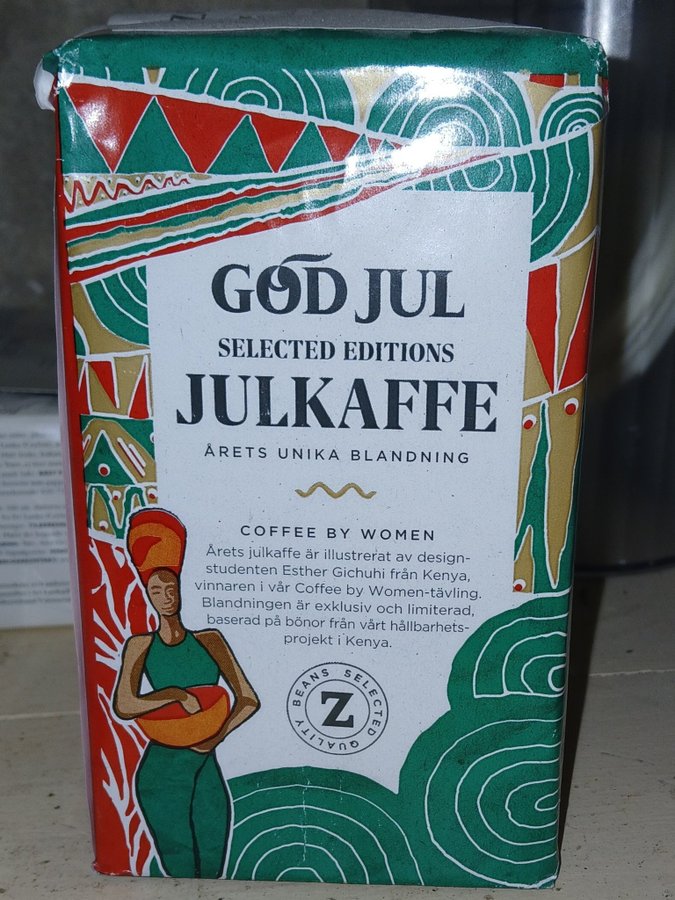 GOD JUL
SELECTED EDITIONS
JULKAFFE
ÅRETS UNIKA BLANDNING
COFFEE BY WOMEN
Årets julkaffe är illustrerat av design-
studenten Esther Gichuhi från Kenya,
vinnaren i vår Coffee by Women-tävling.
Blandningen är exklusiv och limiterad,
baserad på bönor från vårt hållbarhets-
projekt i Kenya.
BEANS SELECTED QUALITY
Z